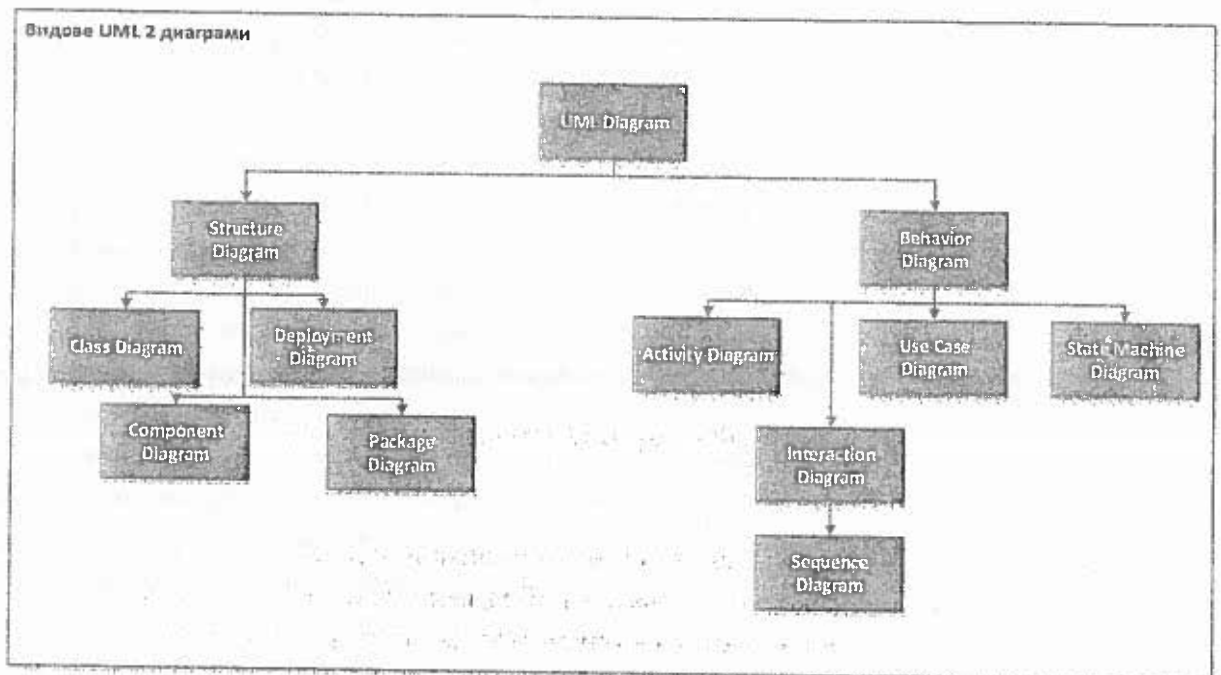 Видове UML 2 диаграми
UML Diagram
Structure
Diagram
Behavior
Diagram
Class Diagram
Deployment
Diagram
Activity Diagram
Use Case
Diagram
State Machine
Diagram
Component
Diagram
Package
Diagram
Interaction
Diagram
Sequence
Diagram